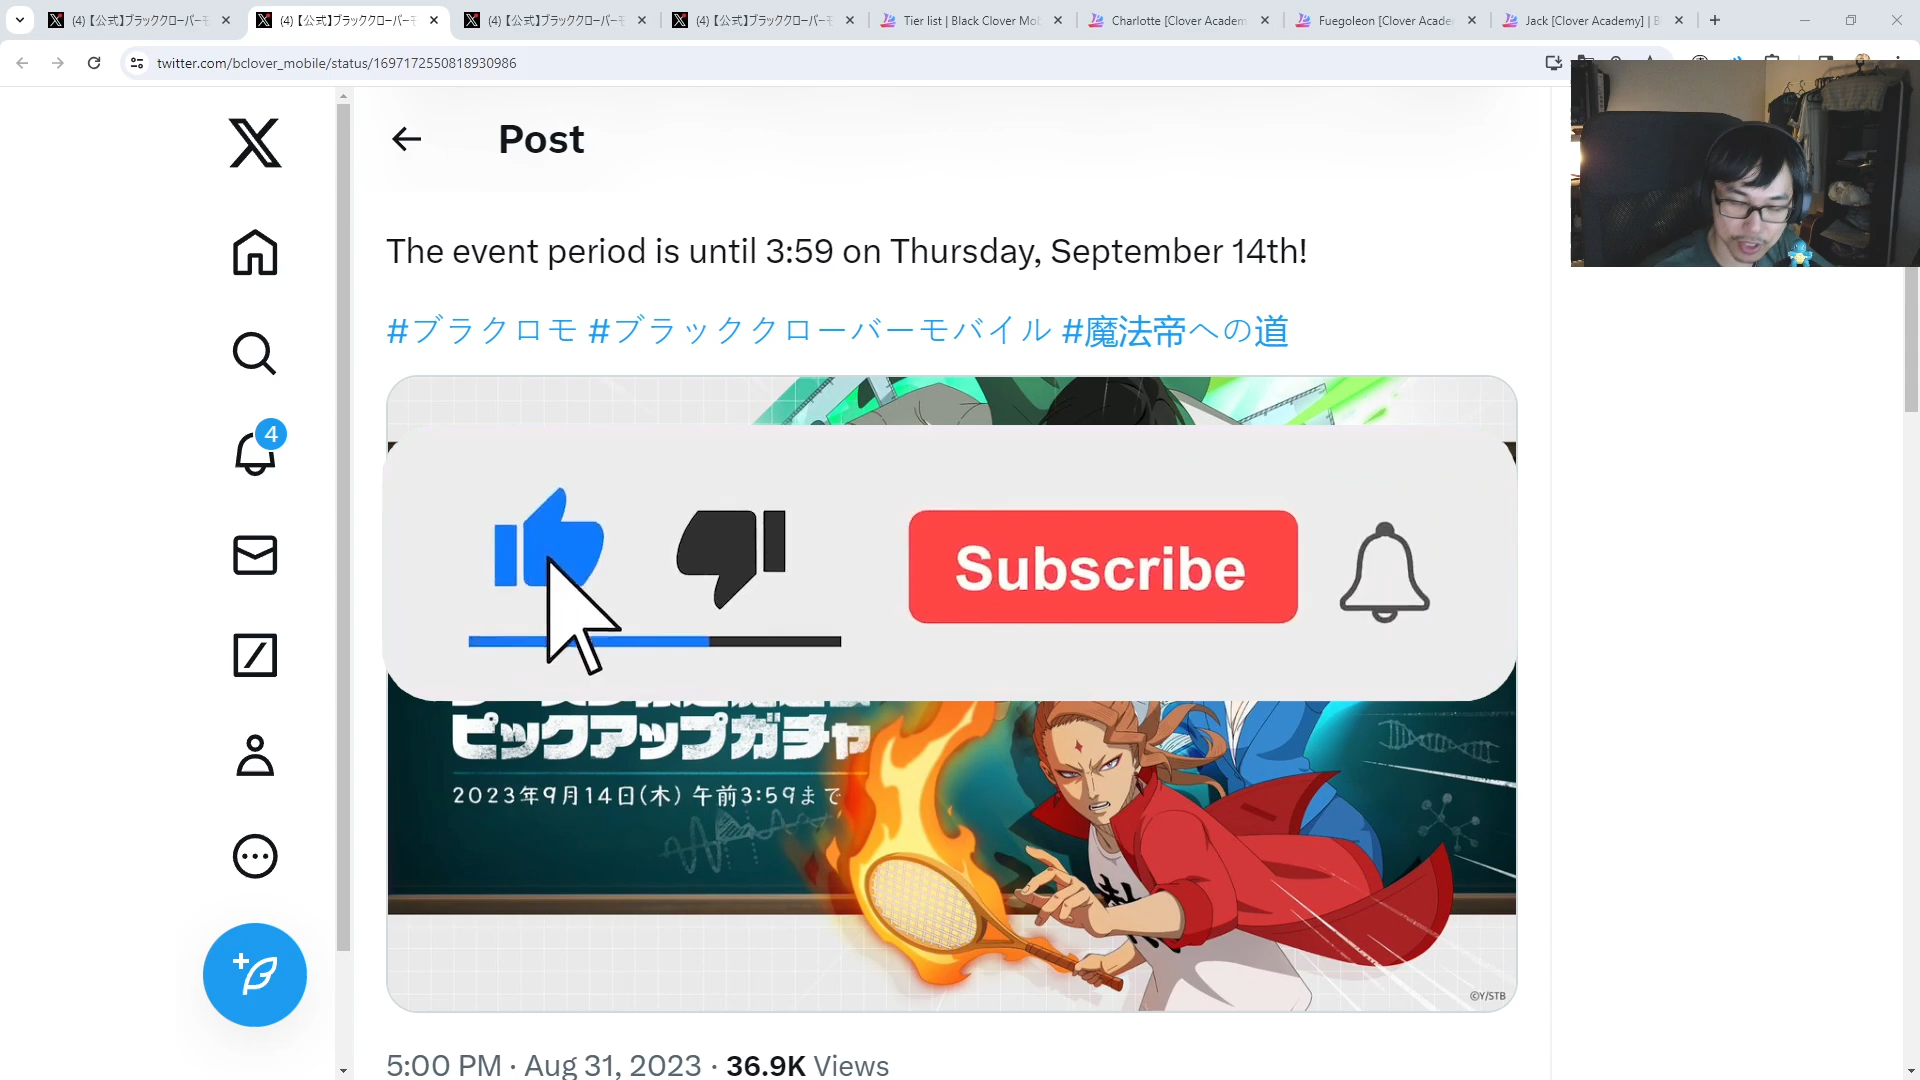 (4) 【公式】ブラッククローバーモ
(4) 【公式】ブラッククローバーモ
(4) 【公式】ブラッククローバーモ
(4) 【公式】ブラッククローバーモ
Tier list | Black Clover Mo
Charlotte [Clover Academ
Fuegoleon [Clover Acade
Jack [Clover Academy] | B
twitter.com/bclover_mobile/status/1697172550818930986
Post
The event period is until 3:59 on Thursday, September 14th!
#ブラクロモ #ブラッククローバーモバイル #魔法帝への道
4
Subscribe
ピックアップガチャ
2023年9月14日(木) 午前3:59まで
©Y/STB
5:00 PM · Aug 31, 2023 · 36.9K Views